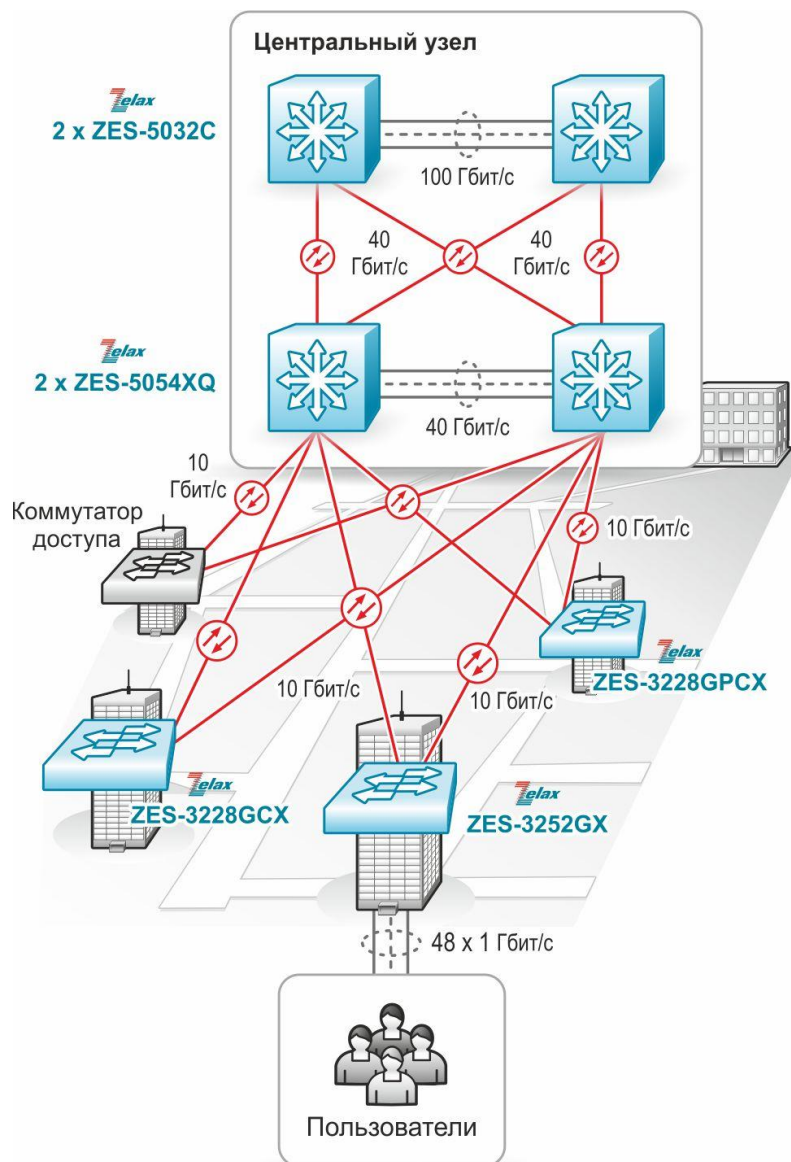 Центральный узел
Zelax
2 x ZES-5032C
100 Гбит/с
40
Гбит/с
40
Гбит/с
Zelax
2 x ZES-5054XQ
40 Гбит/с
10
Гбит/с
Коммутатор
доступа
10 Гбит/с
Zelax
ZES-3228GPCX
10 Гбит/с
10 Гбит/с
Zelax
ZES-3228GCX
Zelax
ZES-3252GX
48 x 1 Гбит/с
Пользователи